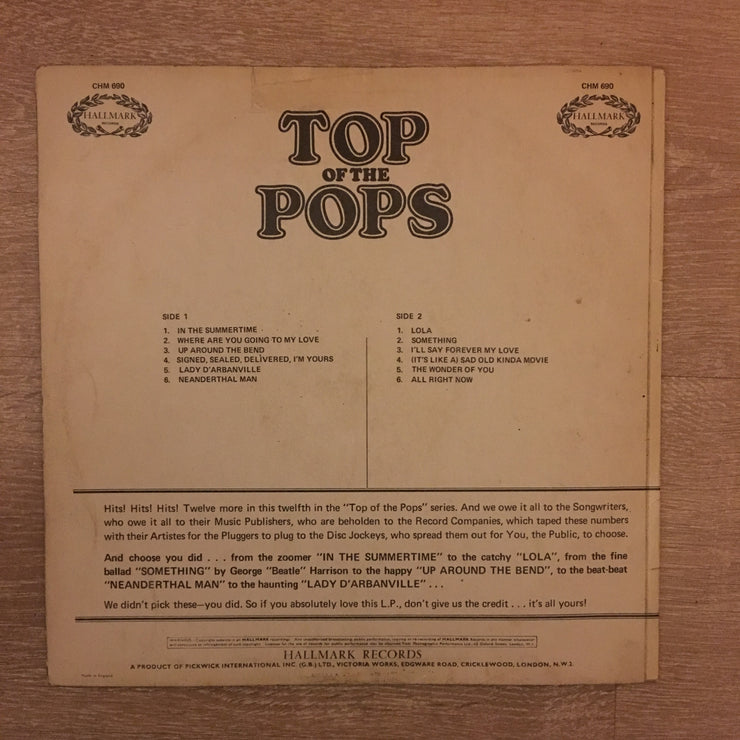 CHM 690
CHM 690
HALLMARK
RECORDS
HALLMARK
RECORDS
TOP
OF THE
POPS
SIDE 1
1. IN THE SUMMERTIME
2. WHERE ARE YOU GOING TO MY LOVE
3. UP AROUND THE BEND
4. SIGNED, SEALED, DELIVERED, I'M YOURS
5. LADY D'ARBANVILLE
6. NEANDERTHAL MAN
SIDE 2
1. LOLA
2. SOMETHING
3. I'LL SAY FOREVER MY LOVE
4. (IT'S LIKE A) SAD OLD KINDA MOVIE
5. THE WONDER OF YOU
6. ALL RIGHT NOW
Hits! Hits! Hits! Twelve more in this twelfth in the "Top of the Pops" series. And we owe it all to the Songwriters,
who owe it all to their Music Publishers, who are beholden to the Record Companies, which taped these numbers
with their Artistes for the Pluggers to plug to the Disc Jockeys, who spread them out for You, the Public, to choose.
And choose you did . . . from the zoomer "IN THE SUMMERTIME" to the catchy "LOLA", from the fine
ballad "SOMETHING" by George "Beatle" Harrison to the happy "UP AROUND THE BEND", to the beat-beat
"NEANDERTHAL MAN" to the haunting "LADY D'ARBANVILLE" . . .
We didn't pick these—you did. So if you absolutely love this L.P., don't give us the credit . . . it's all yours!
HALLMARK RECORDS
A PRODUCT OF PICKWICK INTERNATIONAL INC. (G.B.) LTD., VICTORIA WORKS, EDGWARE ROAD, CRICKLEWOOD, LONDON, N.W.2.
Made in England